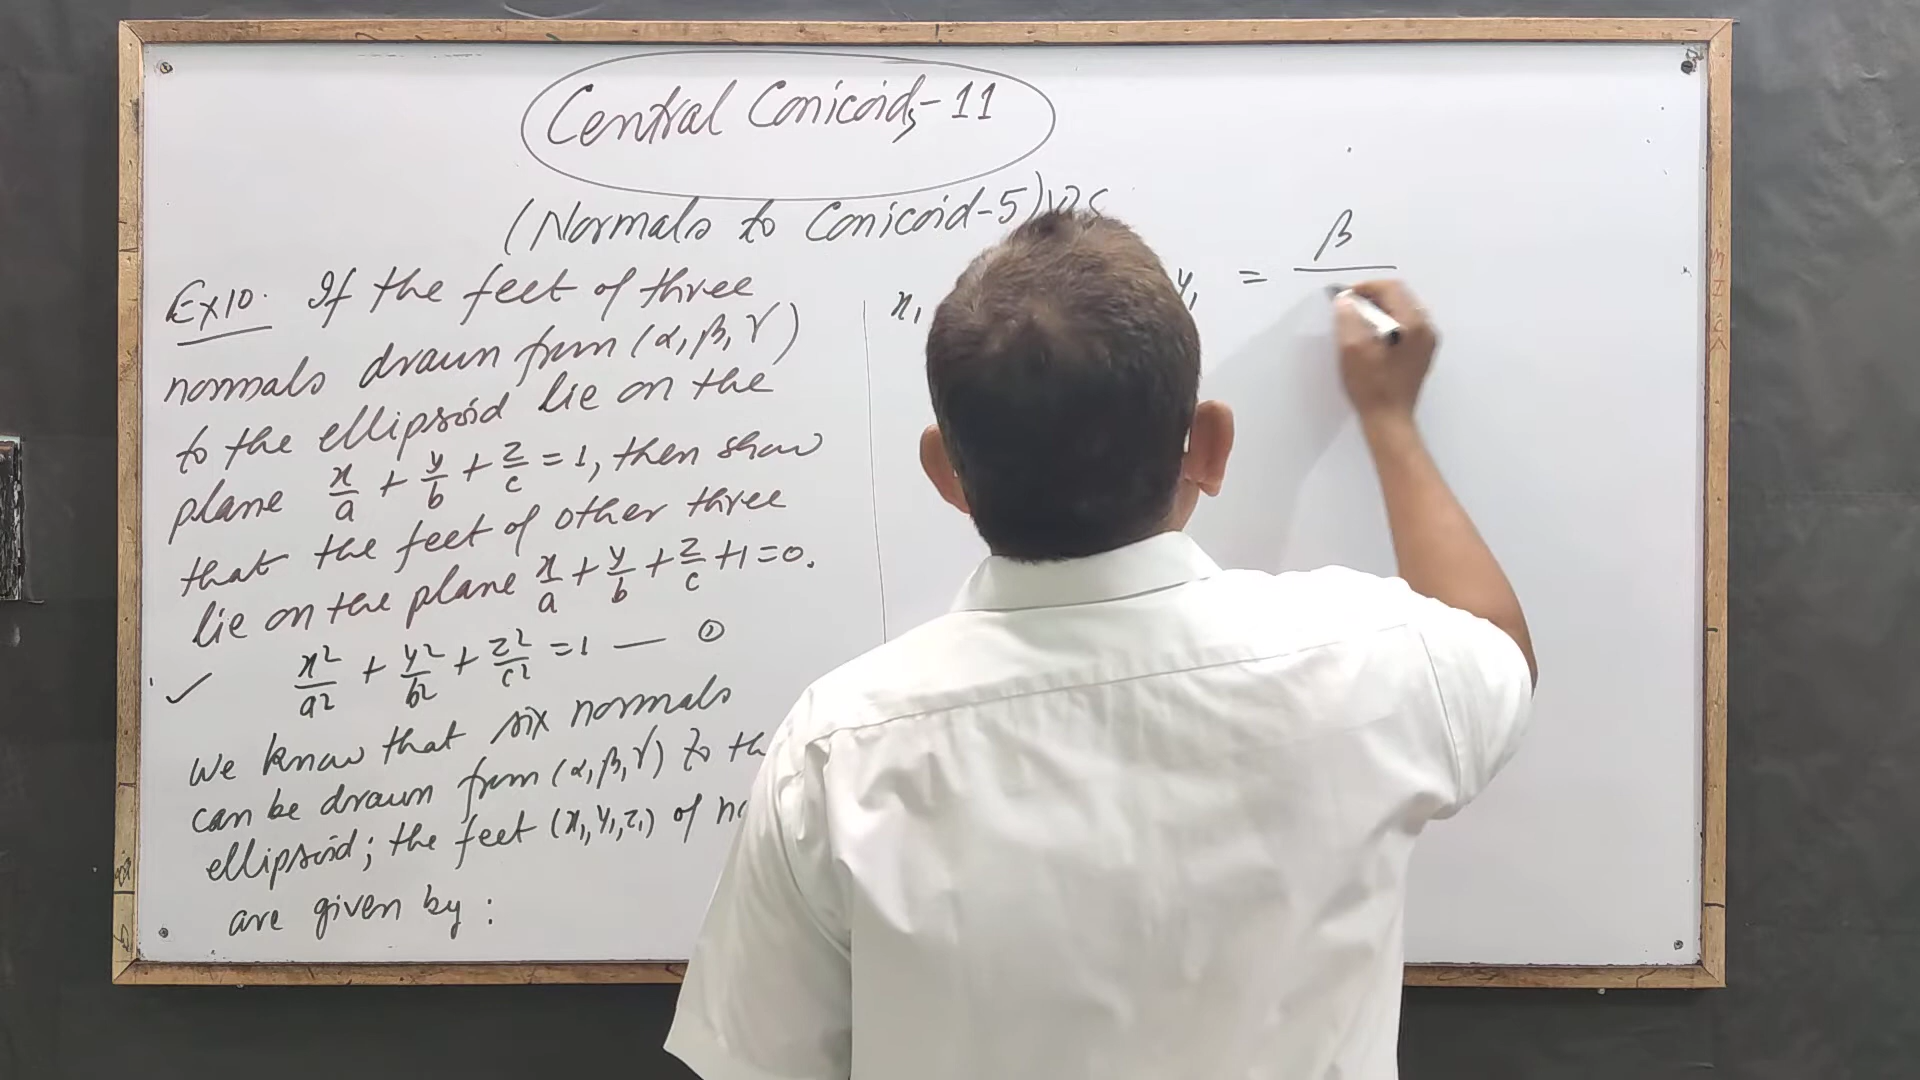 Central Conicoids-11
(Normals to Conicoid-5)
Ex10. If the feet of three
normals drawn from (α, β, γ)
to the ellipsoid lie on the
plane x/a + y/b + z/c = 1, then show
that the feet of other three
lie on the plane x/a + y/b + z/c + 1 = 0.
✓ x²/a² + y²/b² + z²/c² = 1 — ①
We know that six normals
can be drawn from (α, β, γ) to
ellipsoid; the feet (x₁, y₁, z₁) of
are given by :
x₁ y₁ = β